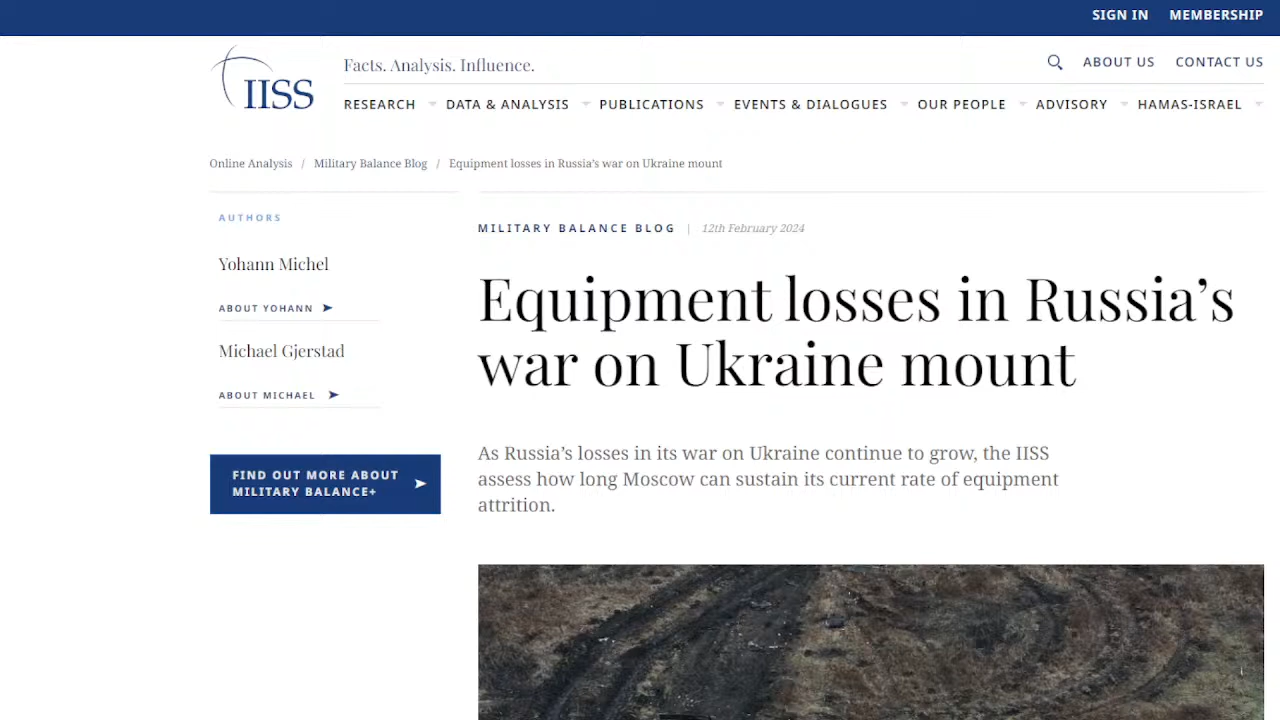 SIGN IN MEMBERSHIP
IISS
Facts. Analysis. Influence.
ABOUT US CONTACT US
RESEARCH DATA & ANALYSIS PUBLICATIONS EVENTS & DIALOGUES OUR PEOPLE ADVISORY HAMAS-ISRAEL
Online Analysis / Military Balance Blog / Equipment losses in Russia’s war on Ukraine mount
AUTHORS
Yohann Michel
ABOUT YOHANN
Michael Gjerstad
ABOUT MICHAEL
FIND OUT MORE ABOUT
MILITARY BALANCE+
MILITARY BALANCE BLOG | 12th February 2024
Equipment losses in Russia’s
war on Ukraine mount
As Russia’s losses in its war on Ukraine continue to grow, the IISS
assess how long Moscow can sustain its current rate of equipment
attrition.